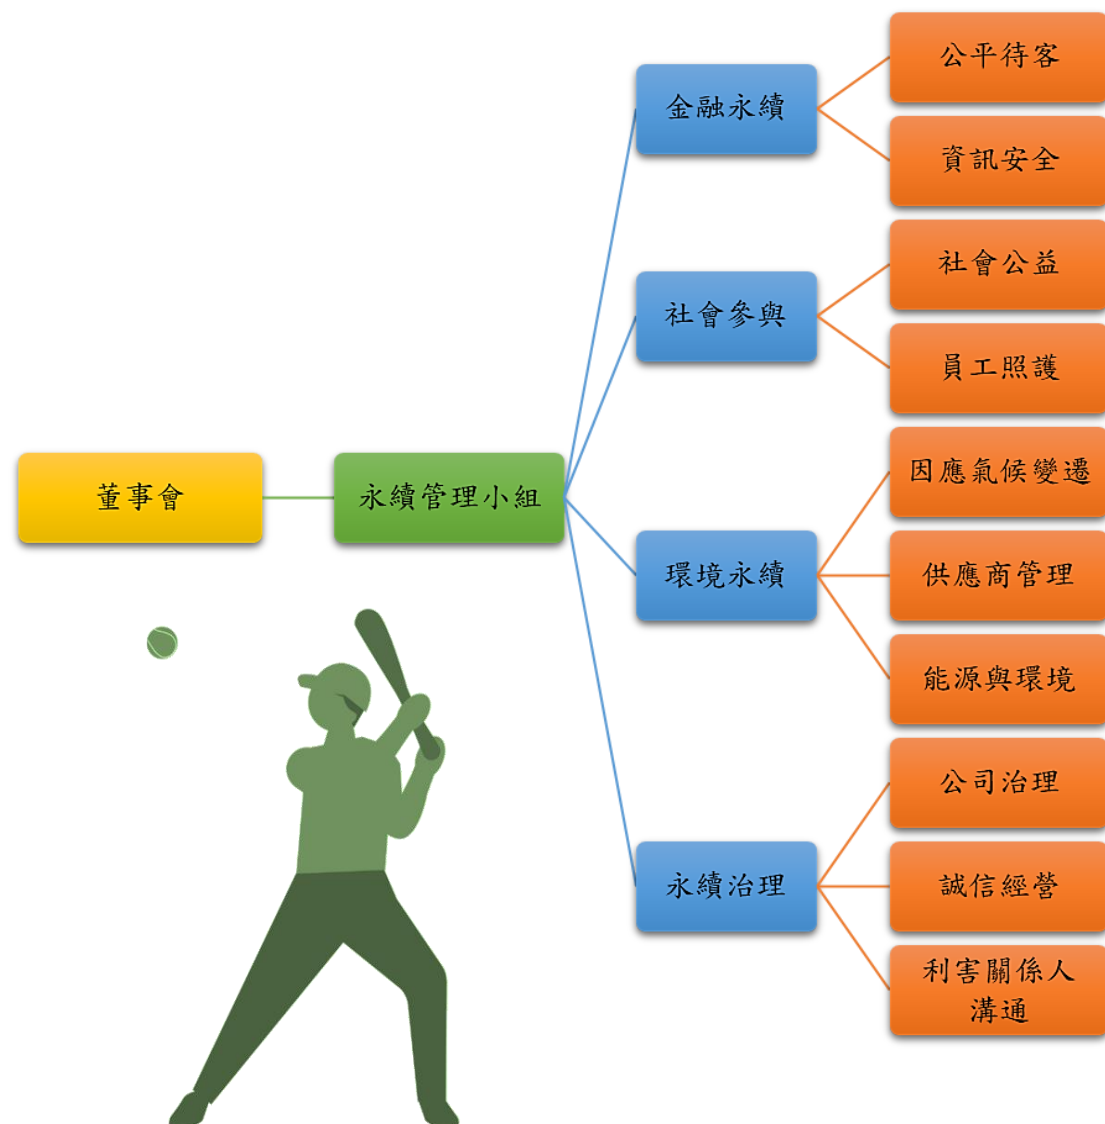 董事會
永續管理小組
金融永續
公平待客
資訊安全
社會參與
社會公益
員工照護
環境永續
因應氣候變遷
供應商管理
能源與環境
永續治理
公司治理
誠信經營
利害關係人
溝通